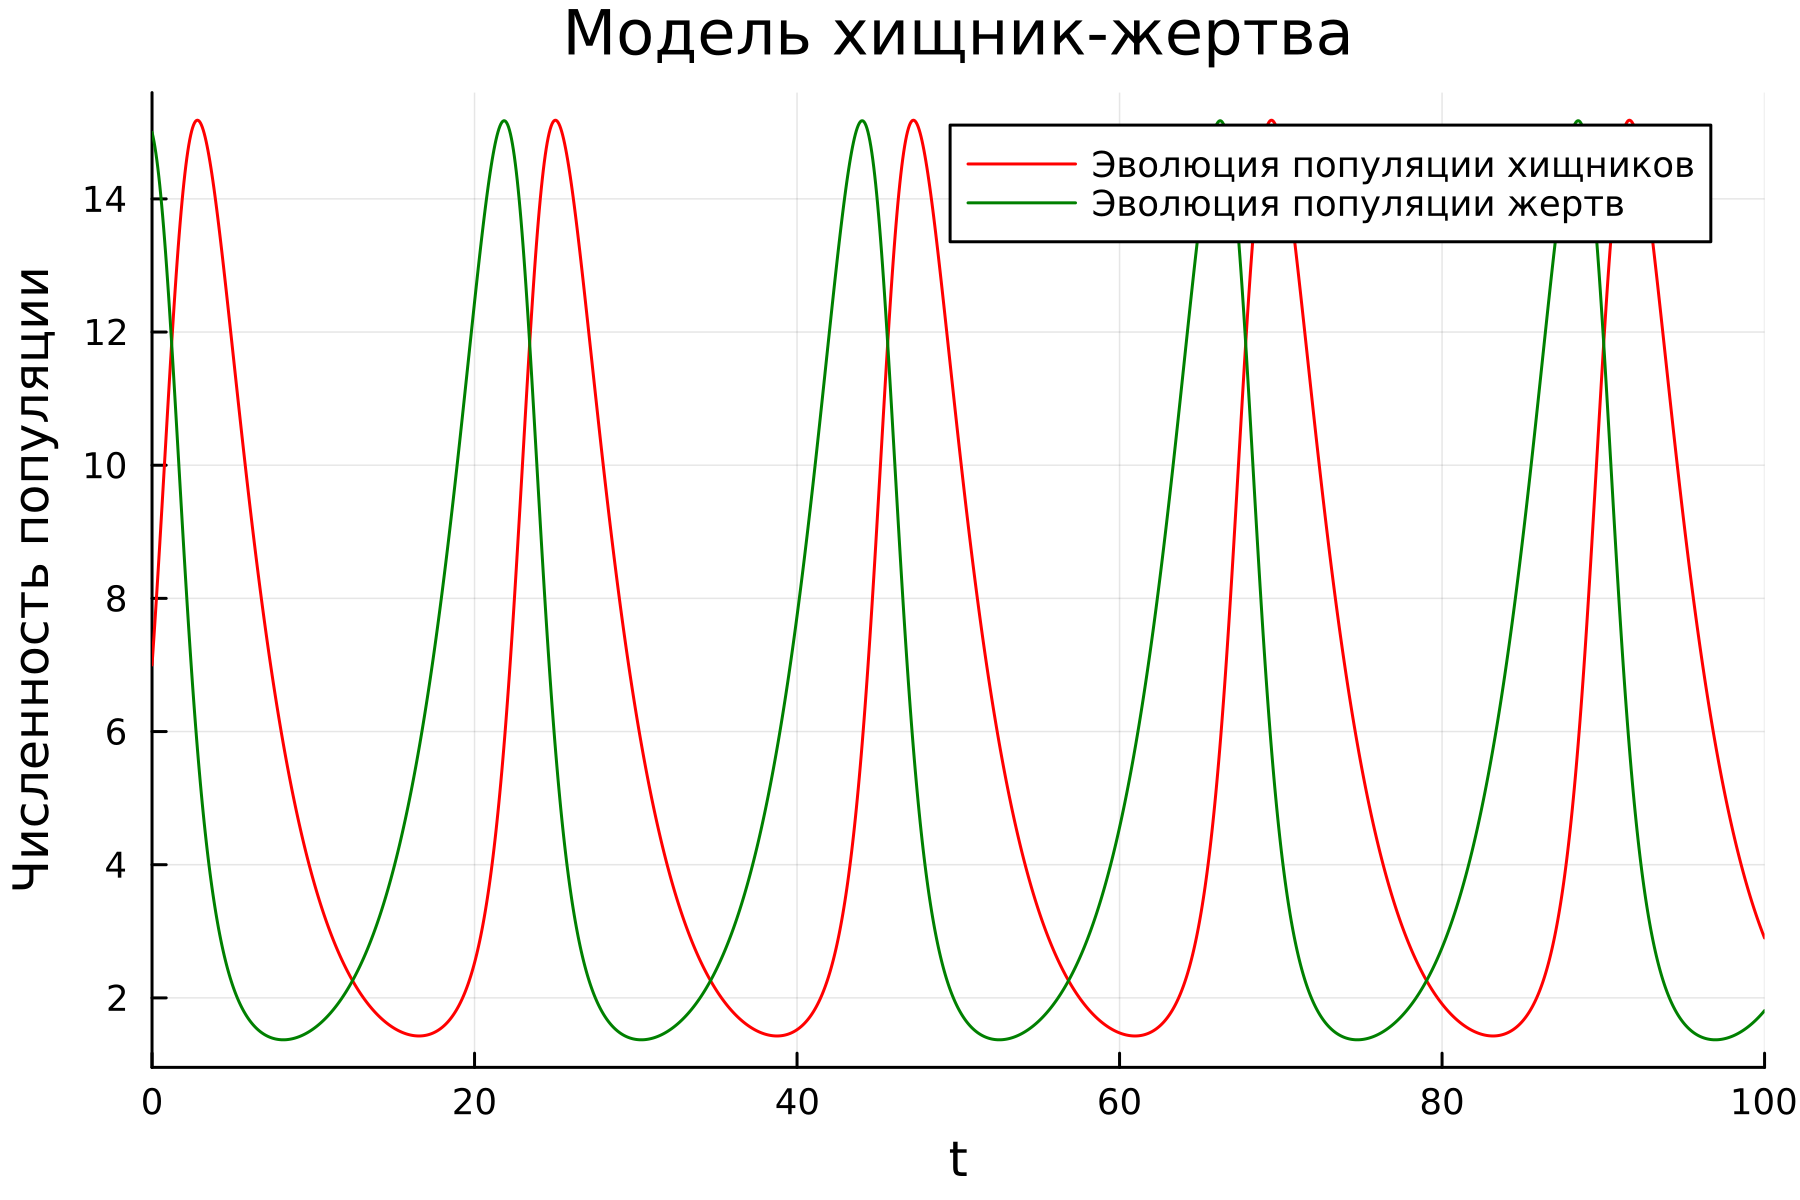 Модель хищник-жертва
Эволюция популяции хищников
Эволюция популяции жертв
Численность популяции
14
12
10
8
6
4
2
0 20 40 60 80 100
t